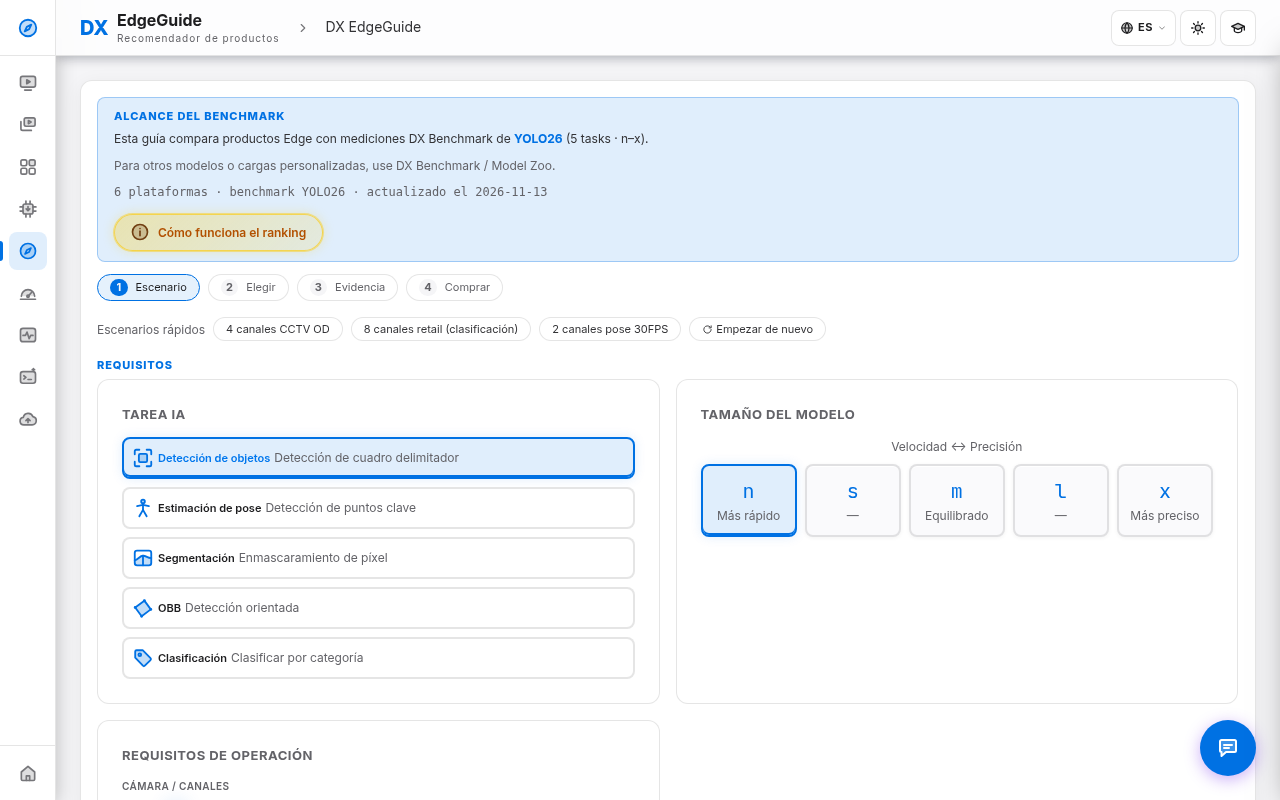 DX EdgeGuide
Recomendador de productos
DX EdgeGuide
ES
ALCANCE DEL BENCHMARK
Esta guía compara productos Edge con mediciones DX Benchmark de YOLO26 (5 tasks · n–x).
Para otros modelos o cargas personalizadas, use DX Benchmark / Model Zoo.
6 plataformas · benchmark YOLO26 · actualizado el 2026-11-13
Cómo funciona el ranking
1 Escenario
2 Elegir
3 Evidencia
4 Comprar
Escenarios rápidos
4 canales CCTV OD
8 canales retail (clasificación)
2 canales pose 30FPS
Empezar de nuevo
REQUISITOS
TAREA IA
Detección de objetos Detección de cuadro delimitador
Estimación de pose Detección de puntos clave
Segmentación Enmascaramiento de píxel
OBB Detección orientada
Clasificación Clasificar por categoría
TAMAÑO DEL MODELO
Velocidad ↔ Precisión
n
Más rápido
s
—
m
Equilibrado
l
—
x
Más preciso
REQUISITOS DE OPERACIÓN
CÁMARA / CANALES